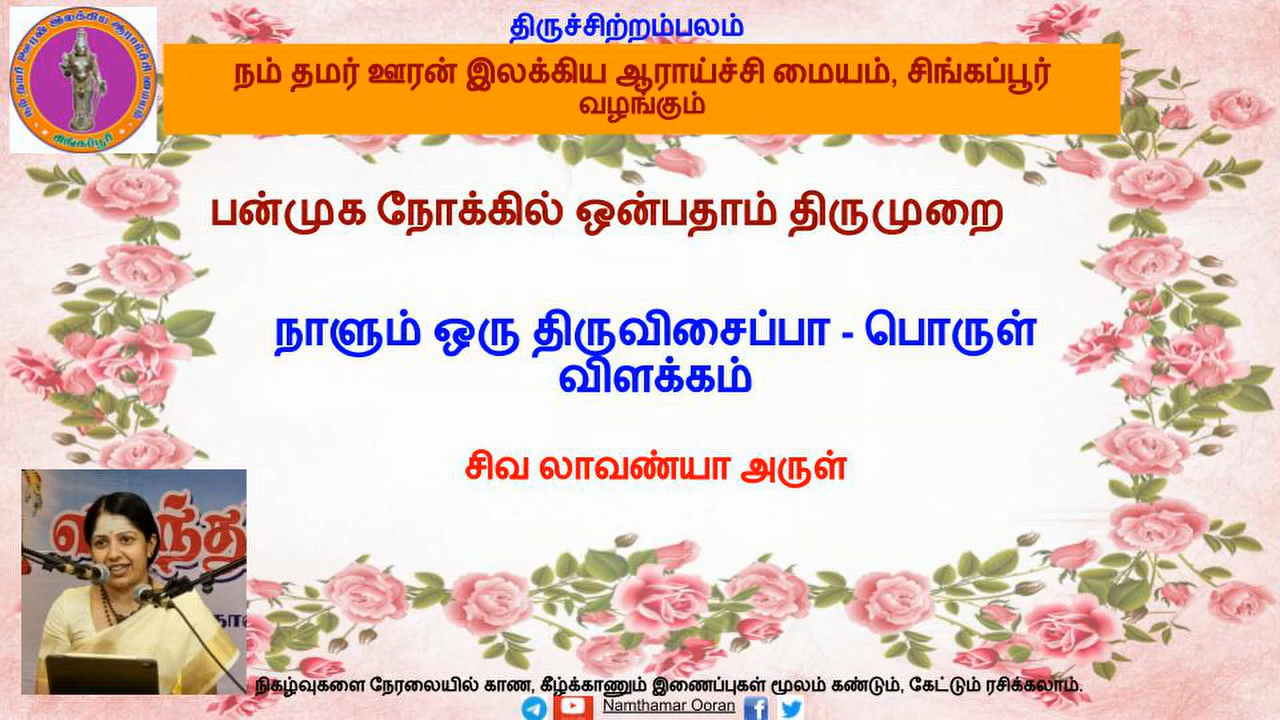 திருச்சிற்றம்பலம்
நம் தமர் ஊரன் இலக்கிய ஆராய்ச்சி மையம், சிங்கப்பூர்
வழங்கும்
பன்முக நோக்கில் ஒன்பதாம் திருமுறை
நாளும் ஒரு திருவிசைப்பா - பொருள்
விளக்கம்
சிவ லாவண்யா அருள்
நிகழ்வுகளை நேரலையில் காண, கீழ்க்காணும் இணைப்புகள் மூலம் கண்டும், கேட்டும் ரசிக்கலாம்.
Namthamar Ooran